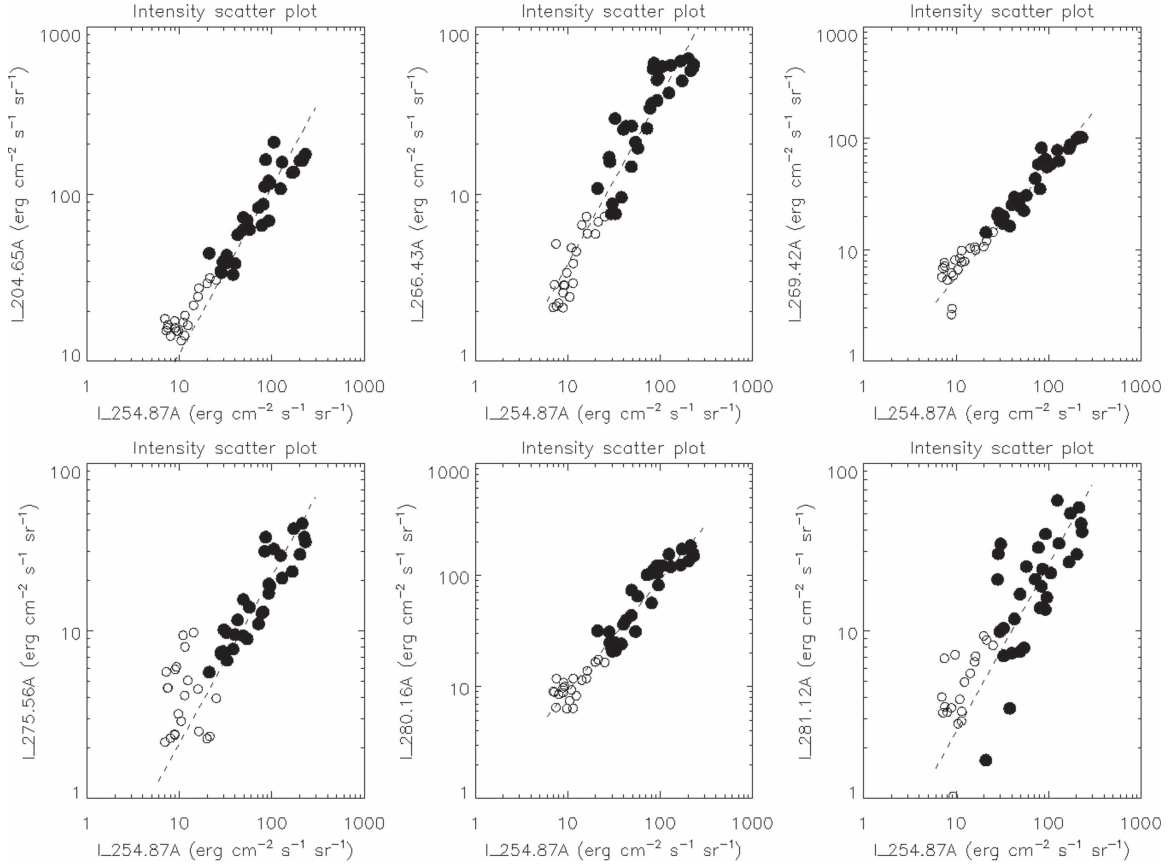 Intensity scatter plot
1000
100
10
I_204.65A (erg cm⁻² s⁻¹ sr⁻¹)
1 10 100 1000
I_254.87A (erg cm⁻² s⁻¹ sr⁻¹)
Intensity scatter plot
100
10
1
I_266.43A (erg cm⁻² s⁻¹ sr⁻¹)
1 10 100 1000
I_254.87A (erg cm⁻² s⁻¹ sr⁻¹)
Intensity scatter plot
1000
100
10
1
I_269.42A (erg cm⁻² s⁻¹ sr⁻¹)
1 10 100 1000
I_254.87A (erg cm⁻² s⁻¹ sr⁻¹)
Intensity scatter plot
100
10
1
I_275.56A (erg cm⁻² s⁻¹ sr⁻¹)
1 10 100 1000
I_254.87A (erg cm⁻² s⁻¹ sr⁻¹)
Intensity scatter plot
1000
100
10
1
I_280.16A (erg cm⁻² s⁻¹ sr⁻¹)
1 10 100 1000
I_254.87A (erg cm⁻² s⁻¹ sr⁻¹)
Intensity scatter plot
100
10
1
I_281.12A (erg cm⁻² s⁻¹ sr⁻¹)
1 10 100 1000
I_254.87A (erg cm⁻² s⁻¹ sr⁻¹)